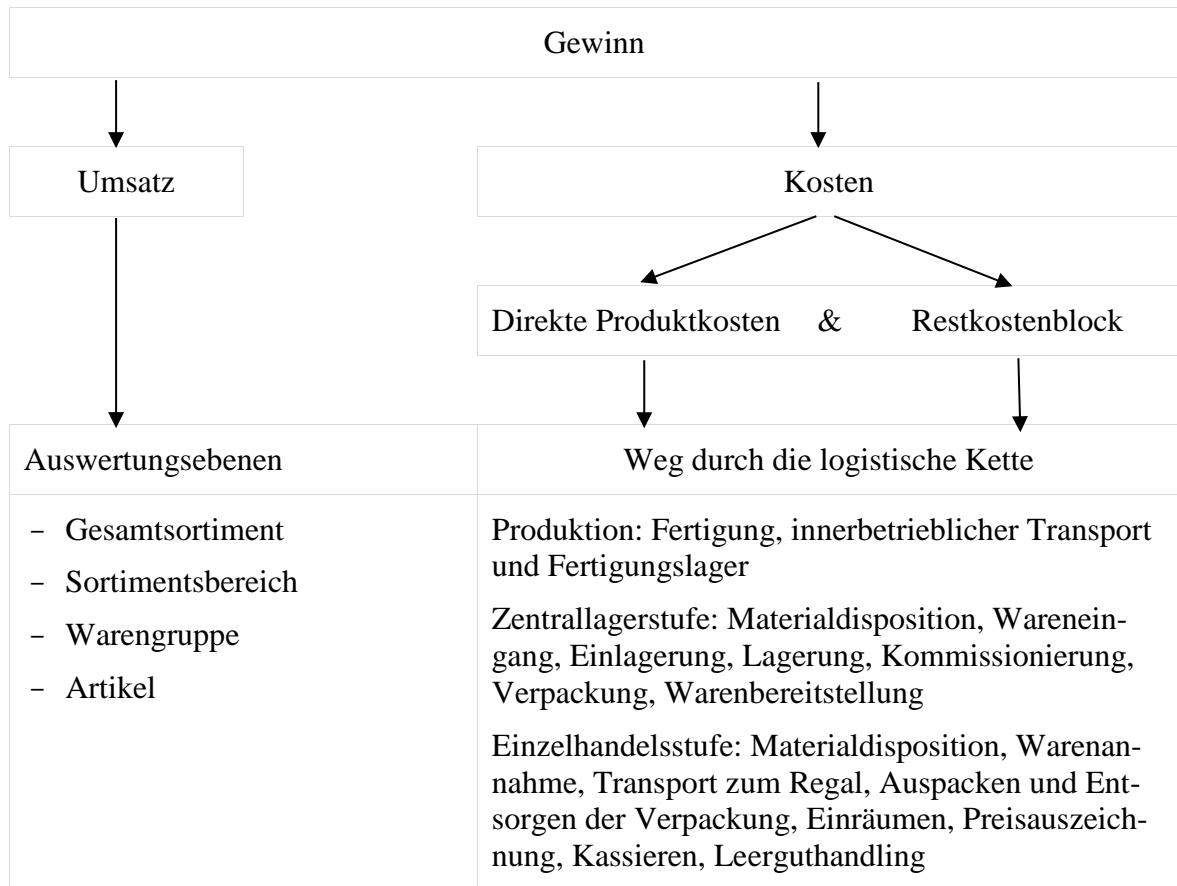 Gewinn
Umsatz
Kosten
Direkte Produktkosten & Restkostenblock
Auswertungsebenen
Weg durch die logistische Kette
– Gesamtsortiment
– Sortimentsbereich
– Warengruppe
– Artikel
Produktion: Fertigung, innerbetrieblicher Transport
und Fertigungslager
Zentrallagerstufe: Materialdisposition, Warenein-
gang, Einlagerung, Lagerung, Kommissionierung,
Verpackung, Warenbereitstellung
Einzelhandelsstufe: Materialdisposition, Warenan-
nahme, Transport zum Regal, Auspacken und Ent-
sorgen der Verpackung, Einräumen, Preisauszeich-
nung, Kassieren, Leerguthandling